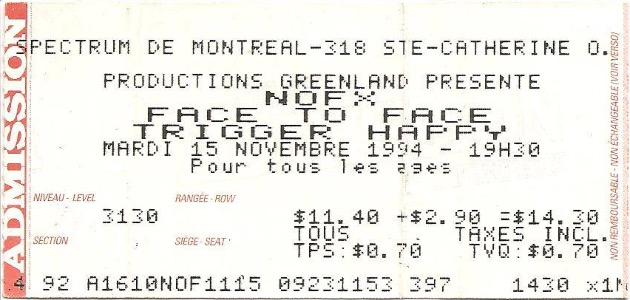 ADMISSION
SPECTRUM DE MONTREAL-318 STE-CATHERINE O.
PRODUCTIONS GREENLAND PRESENTE
NOFX
FACE TO FACE
TRIGGER HAPPY
MARDI 15 NOVEMBRE 1994 - 19H30
Pour tous les ages
NIVEAU - LEVEL
RANGÉE - ROW
3130
$11.40 +$2.90 =$14.30
SECTION
SIÈGE - SEAT
TOUS TAXES INCL.
TPS:$0.70 TVQ:$0.70
4 92 A1610NOF1115 09231153 397 1430 x1M
NON REMBOURSABLE - NON ÉCHANGEABLE (VOIR VERSO)